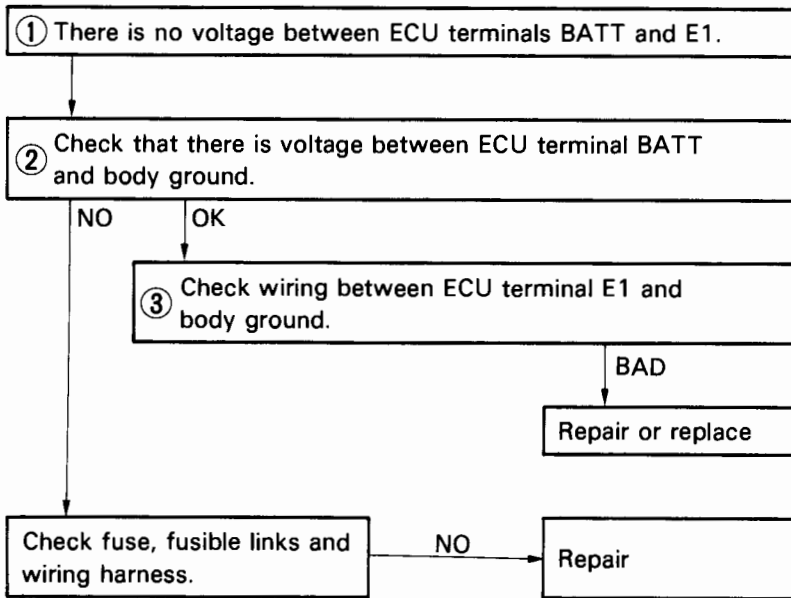 ① There is no voltage between ECU terminals BATT and E1.
② Check that there is voltage between ECU terminal BATT
and body ground.
NO
OK
③ Check wiring between ECU terminal E1 and
body ground.
BAD
Repair or replace
Check fuse, fusible links and
wiring harness.
NO
Repair